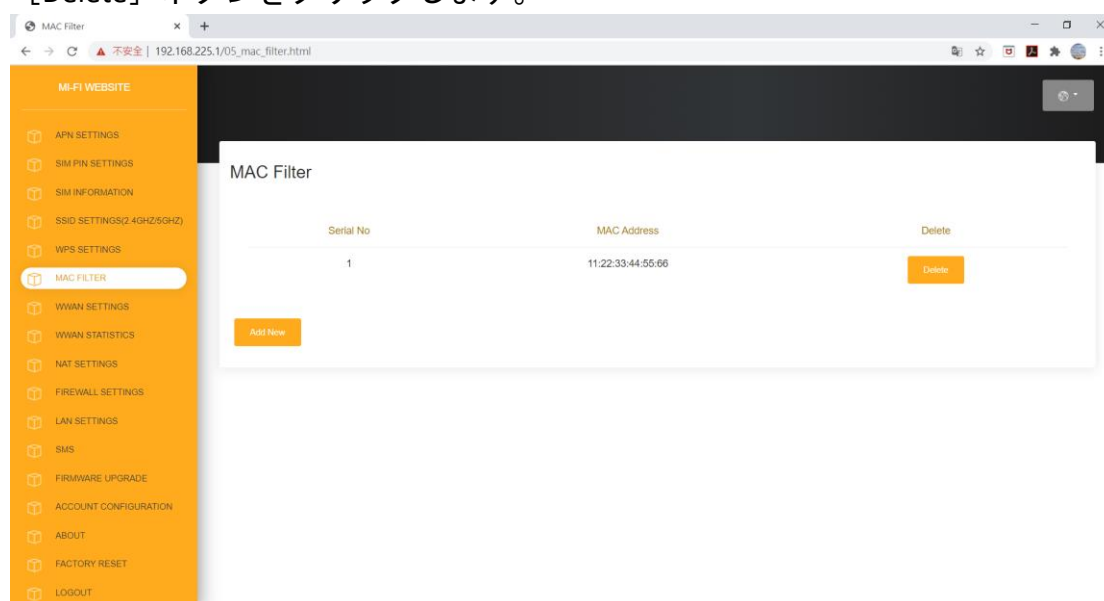 [Delete] ボタンをクリックします。
MAC Filter
不安全 | 192.168.225.1/05_mac_filter.html
MI-FI WEBSITE
APN SETTINGS
SIM PIN SETTINGS
SIM INFORMATION
SSID SETTINGS(2.4GHZ/5GHZ)
WPS SETTINGS
MAC FILTER
WWAN SETTINGS
WWAN STATISTICS
NAT SETTINGS
FIREWALL SETTINGS
LAN SETTINGS
SMS
FIRMWARE UPGRADE
ACCOUNT CONFIGURATION
ABOUT
FACTORY RESET
LOGOUT
MAC Filter
Serial No MAC Address Delete
1 11:22:33:44:55:66 Delete
Add New